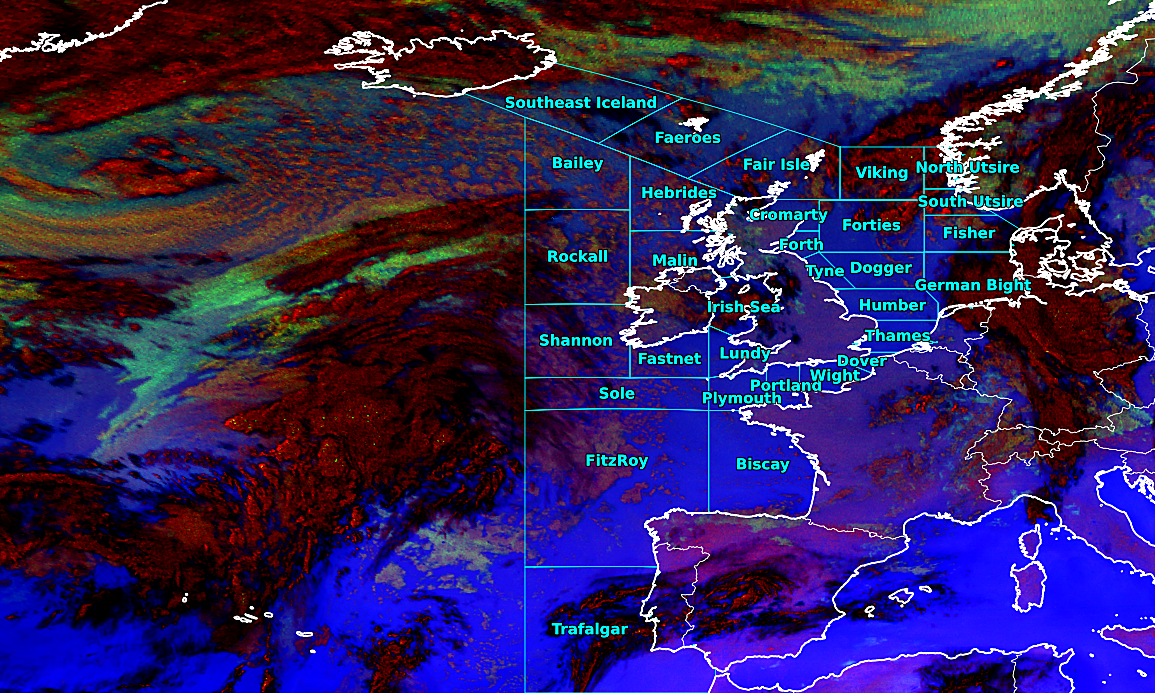 Southeast Iceland
Faeroes
Bailey
Fair Isle
Viking
North Utsire
Hebrides
South Utsire
Cromarty
Forties
Fisher
Forth
Rockall
Malin
Tyne
Dogger
German Bight
Irish Sea
Humber
Shannon
Thames
Fastnet
Lundy
Dover
Wight
Portland
Sole
Plymouth
FitzRoy
Biscay
Trafalgar